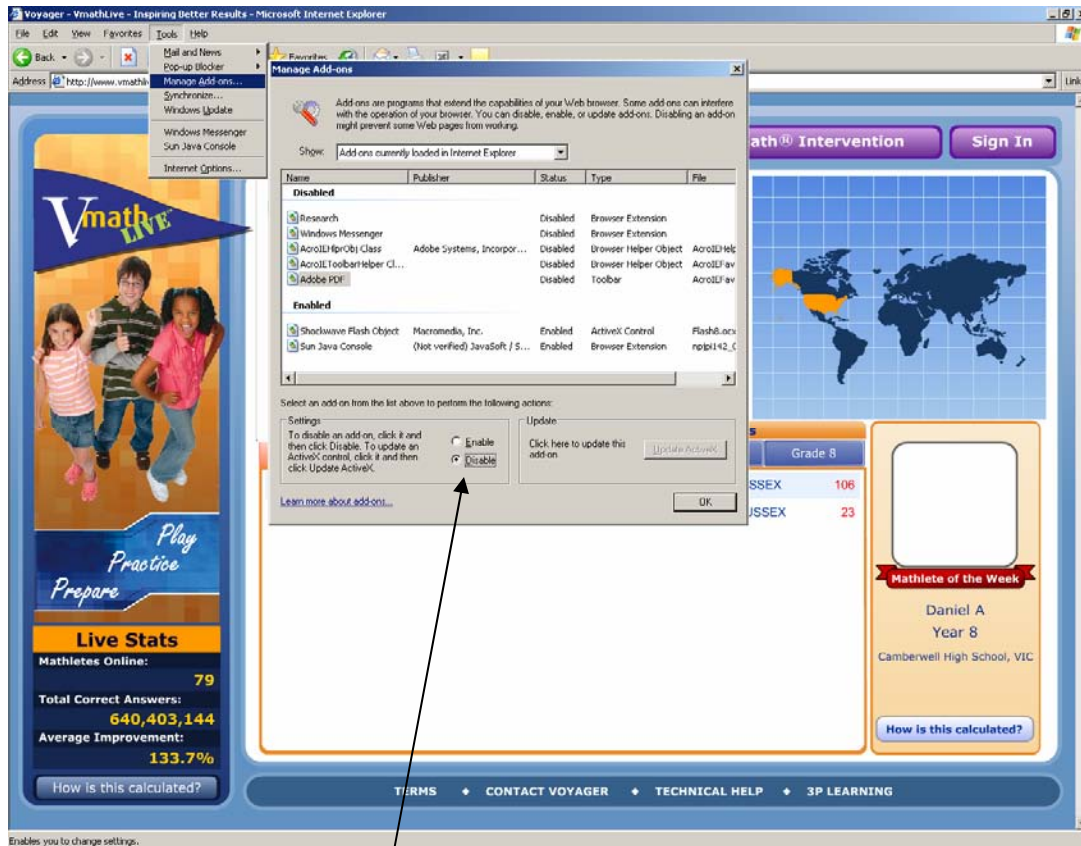 Voyager - VmathLive - Inspiring Better Results - Microsoft Internet Explorer
File Edit View Favorites Tools Help
Back
Favorites
Address http://www.vmathliv
Link
Mail and News
Pop-up Blocker
Manage Add-ons...
Synchronize...
Windows Update
Windows Messenger
Sun Java Console
Internet Options...
Manage Add-ons
Add-ons are programs that extend the capabilities of your Web browser. Some add-ons can interfere
with the operation of your browser. You can disable, enable, or update add-ons. Disabling an add-on
might prevent some Web pages from working.
Show: Add-ons currently loaded in Internet Explorer
Name Publisher Status Type File
Disabled
Research Disabled Browser Extension
Windows Messenger Disabled Browser Extension
AcroIEHlprObj Class Adobe Systems, Incorpor... Disabled Browser Helper Object AcroIEHelp
AcroIEToolbarHelper Cl... Disabled Browser Helper Object AcroIEFav
Adobe PDF Disabled Toolbar AcroIEFav
Enabled
Shockwave Flash Object Macromedia, Inc. Enabled ActiveX Control Flash8.ocx
Sun Java Console (Not verified) JavaSoft / S... Enabled Browser Extension npjpi142_0
Select an add-on from the list above to perform the following actions:
Settings
To disable an add-on, click it and
then click Disable. To update an
ActiveX control, click it and then
click Update ActiveX.
Enable
Disable
Update
Click here to update this
add-on
Update ActiveX
Learn more about add-ons...
OK
ath® Intervention
Sign In
Vmath LIVE
Play
Practice
Prepare
Live Stats
Mathletes Online:
79
Total Correct Answers:
640,403,144
Average Improvement:
133.7%
How is this calculated?
s
Grade 8
SSEX 106
USSEX 23
Mathlete of the Week
Daniel A
Year 8
Camberwell High School, VIC
How is this calculated?
TERMS ♦ CONTACT VOYAGER ♦ TECHNICAL HELP ♦ 3P LEARNING
Enables you to change settings.